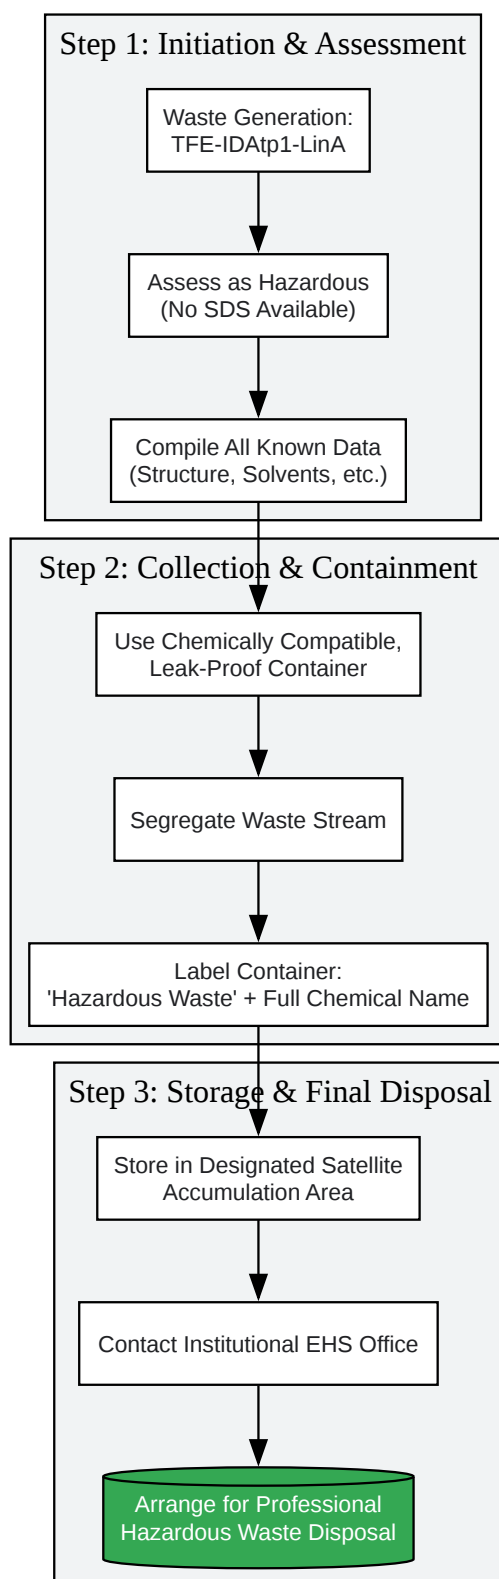 Step 1: Initiation & Assessment
Waste Generation:
TFE-IDAtp1-LinA
Assess as Hazardous
(No SDS Available)
Compile All Known Data
(Structure, Solvents, etc.)
Step 2: Collection & Containment
Use Chemically Compatible,
Leak-Proof Container
Segregate Waste Stream
Label Container:
'Hazardous Waste' + Full Chemical Name
Step 3: Storage & Final Disposal
Store in Designated Satellite
Accumulation Area
Contact Institutional EHS Office
Arrange for Professional
Hazardous Waste Disposal